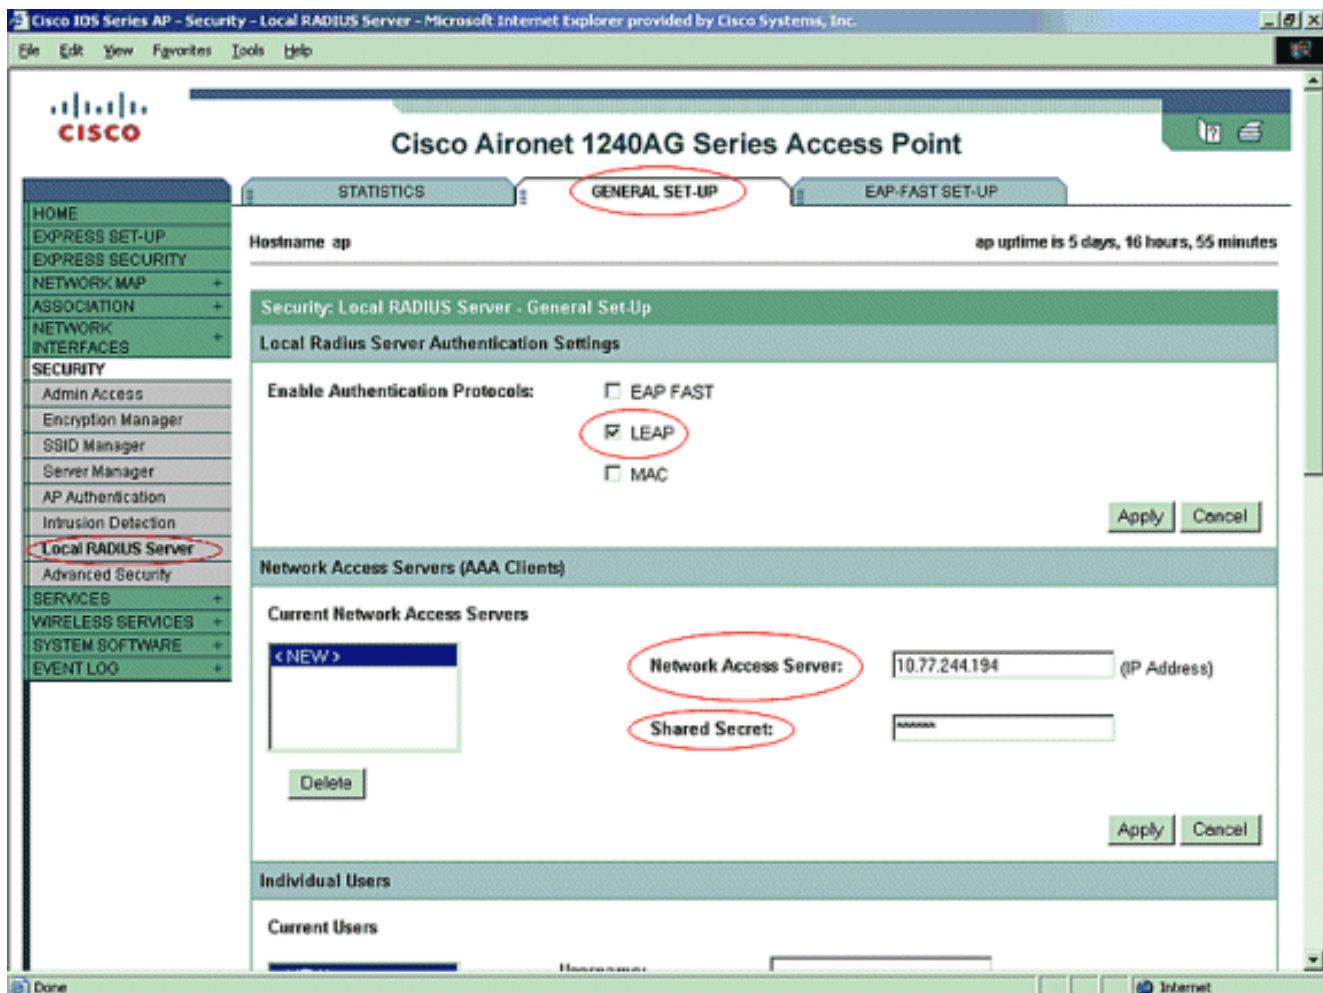 Cisco IOS Series AP - Security - Local RADIUS Server - Microsoft Internet Explorer provided by Cisco Systems, Inc.
File Edit View Favorites Tools Help
CISCO
Cisco Aironet 1240AG Series Access Point
STATISTICS GENERAL SET-UP EAP-FAST SET-UP
HOME
EXPRESS SET-UP
EXPRESS SECURITY
NETWORK MAP +
ASSOCIATION +
NETWORK
INTERFACES +
SECURITY
Admin Access
Encryption Manager
SSID Manager
Server Manager
AP Authentication
Intrusion Detection
Local RADIUS Server
Advanced Security
SERVICES +
WIRELESS SERVICES +
SYSTEM SOFTWARE +
EVENT LOG +
Hostname ap ap uptime is 5 days, 16 hours, 55 minutes
Security: Local RADIUS Server - General Set-Up
Local Radius Server Authentication Settings
Enable Authentication Protocols: EAP FAST
LEAP
MAC
Apply Cancel
Network Access Servers (AAA Clients)
Current Network Access Servers
< NEW >
Network Access Server: 10.77.244.194 (IP Address)
Shared Secret: ******
Delete
Apply Cancel
Individual Users
Current Users
< NEW >
Username:
Done Internet